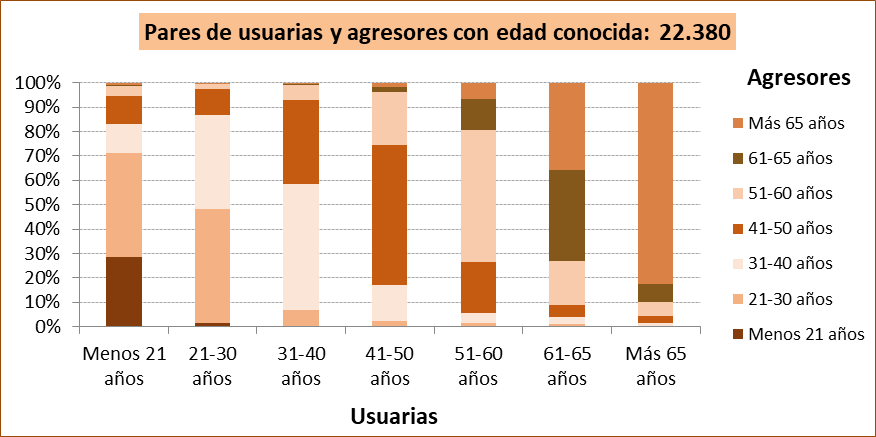 Pares de usuarias y agresores con edad conocida: 22.380
100%
90%
80%
70%
60%
50%
40%
30%
20%
10%
0%
Menos 21 años
21-30 años
31-40 años
41-50 años
51-60 años
61-65 años
Más 65 años
Usuarias
Agresores
Más 65 años
61-65 años
51-60 años
41-50 años
31-40 años
21-30 años
Menos 21 años